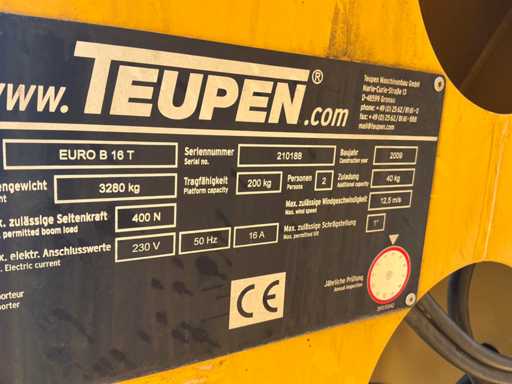 www.TEUPEN®.com
Teupen Maschinenbau GmbH
Marie-Curie-Straße 13
D-48599 Gronau
phone: +49 (0) 25 62/81 61-0
fax: +49 (0) 25 62/81 61-888
mail@teupen.com
EURO B 16 T
Seriennummer
Serial no.
210188
Baujahr
Construction year
2009
engewicht
3280 kg
Tragfähigkeit
Platform capacity
200 kg
Personen
Persons
2
Zuladung
Additional capacity
40 kg
x. zulässige Seitenkraft
permitted boom load
400 N
Max. zulässige Windgeschwindigkeit
Max. wind speed
12,5 m/s
x. elektr. Anschlusswerte
Electric current
230 V
50 Hz
16 A
Max. zulässige Schrägstellung
Max. permitted tilt
1°
Jährliche Prüfung
Annual inspection
CE
porteur
porter